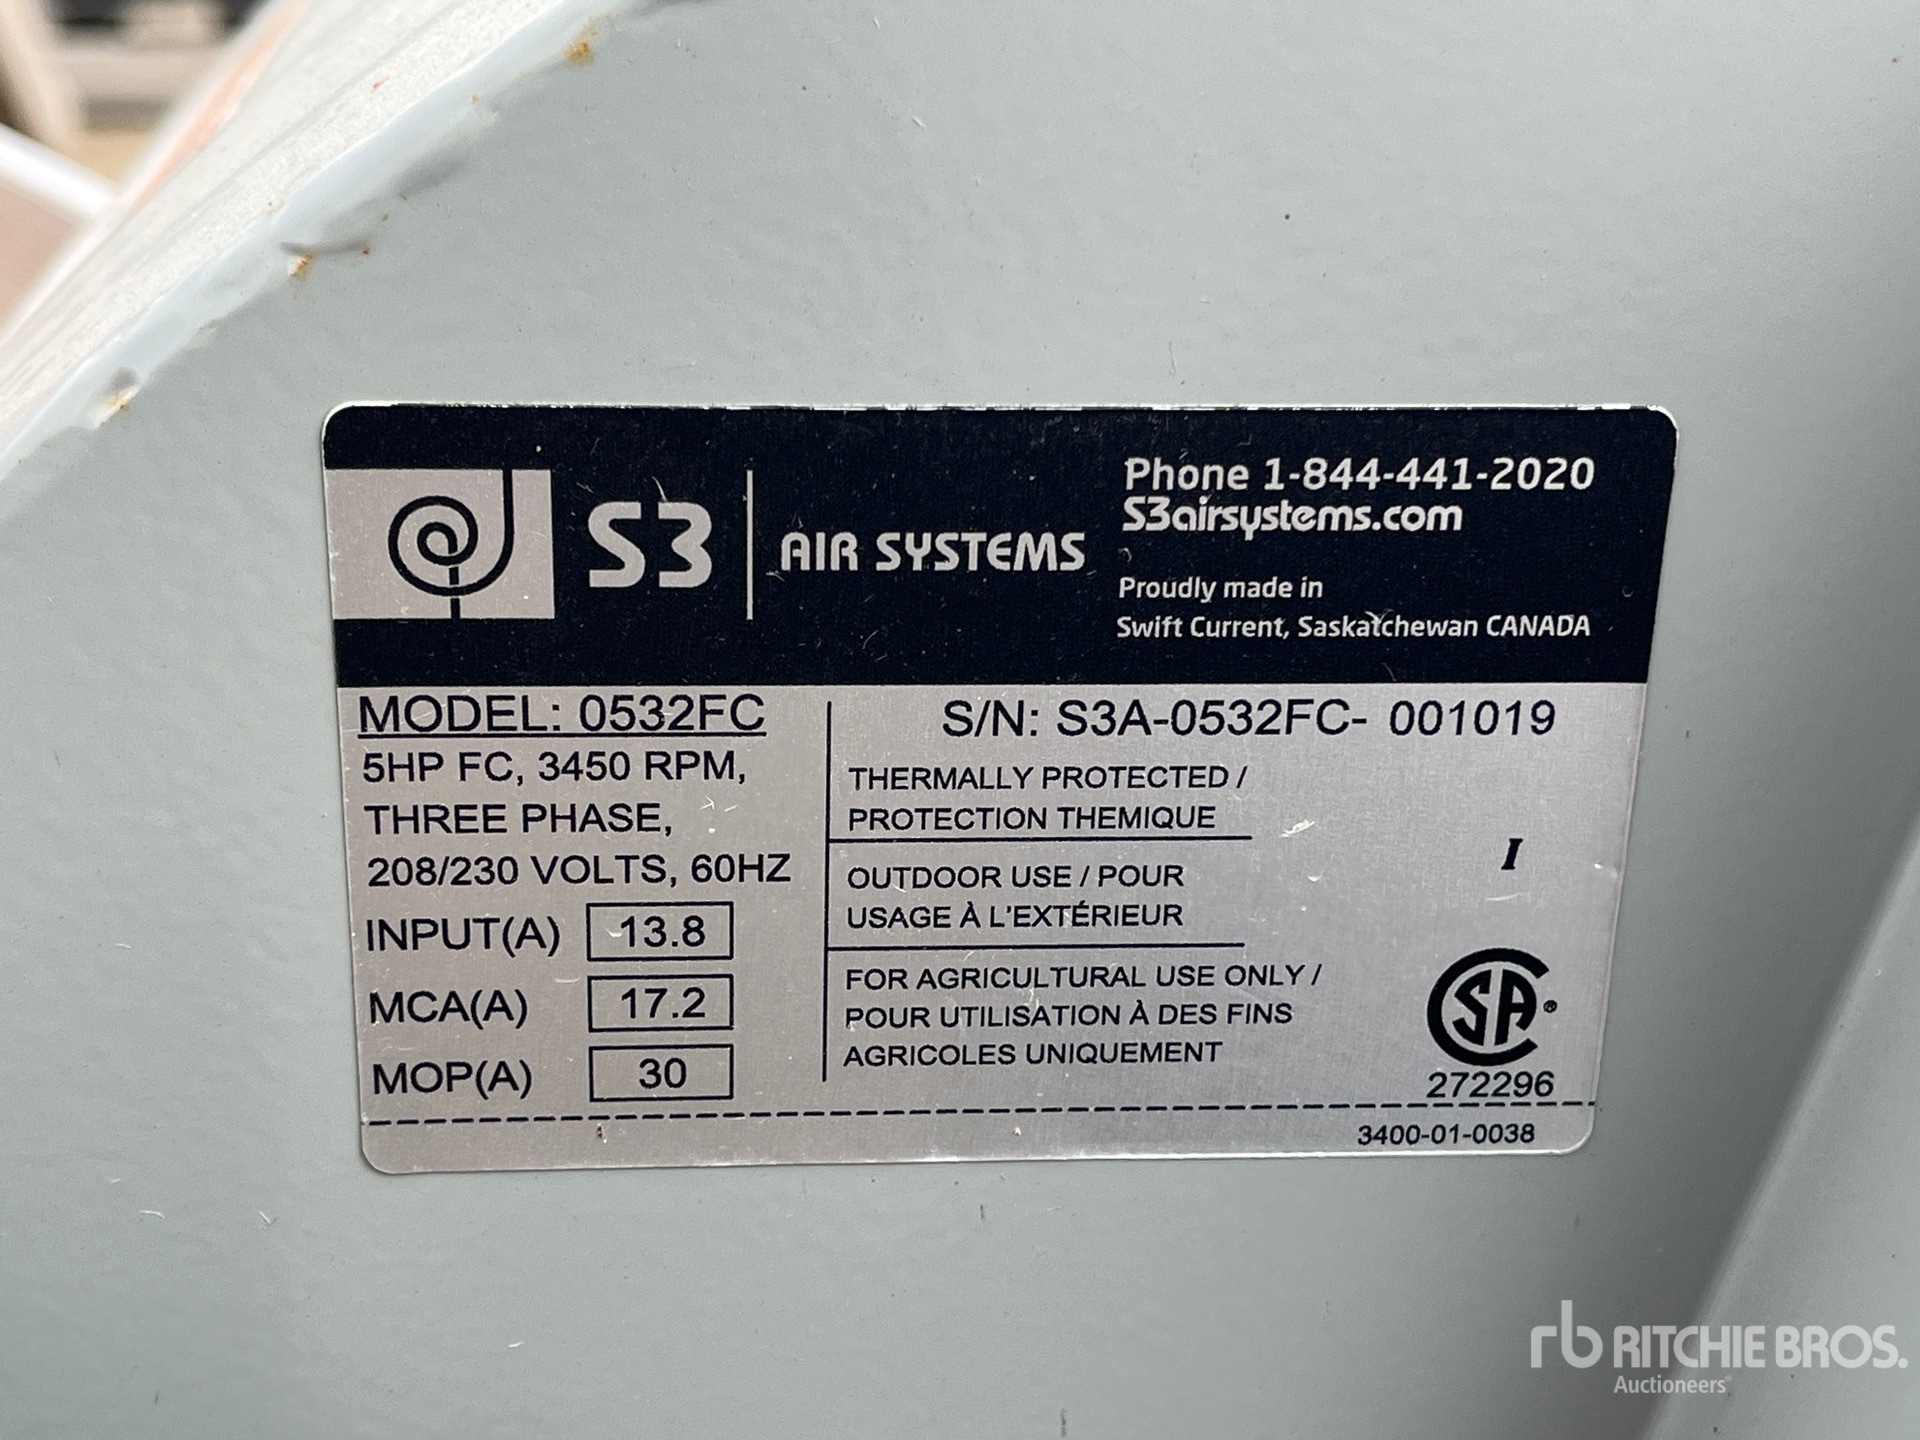 S3 AIR SYSTEMS
Phone 1-844-441-2020
S3airsystems.com
Proudly made in
Swift Current, Saskatchewan CANADA
MODEL: 0532FC
5HP FC, 3450 RPM,
THREE PHASE,
208/230 VOLTS, 60HZ
INPUT(A) 13.8
MCA(A) 17.2
MOP(A) 30
S/N: S3A-0532FC- 001019
THERMALLY PROTECTED /
PROTECTION THEMIQUE
OUTDOOR USE / POUR
USAGE À L'EXTÉRIEUR
FOR AGRICULTURAL USE ONLY /
POUR UTILISATION À DES FINS
AGRICOLES UNIQUEMENT
I
CSA®
272296
3400-01-0038
rb RITCHIE BROS.
Auctioneers